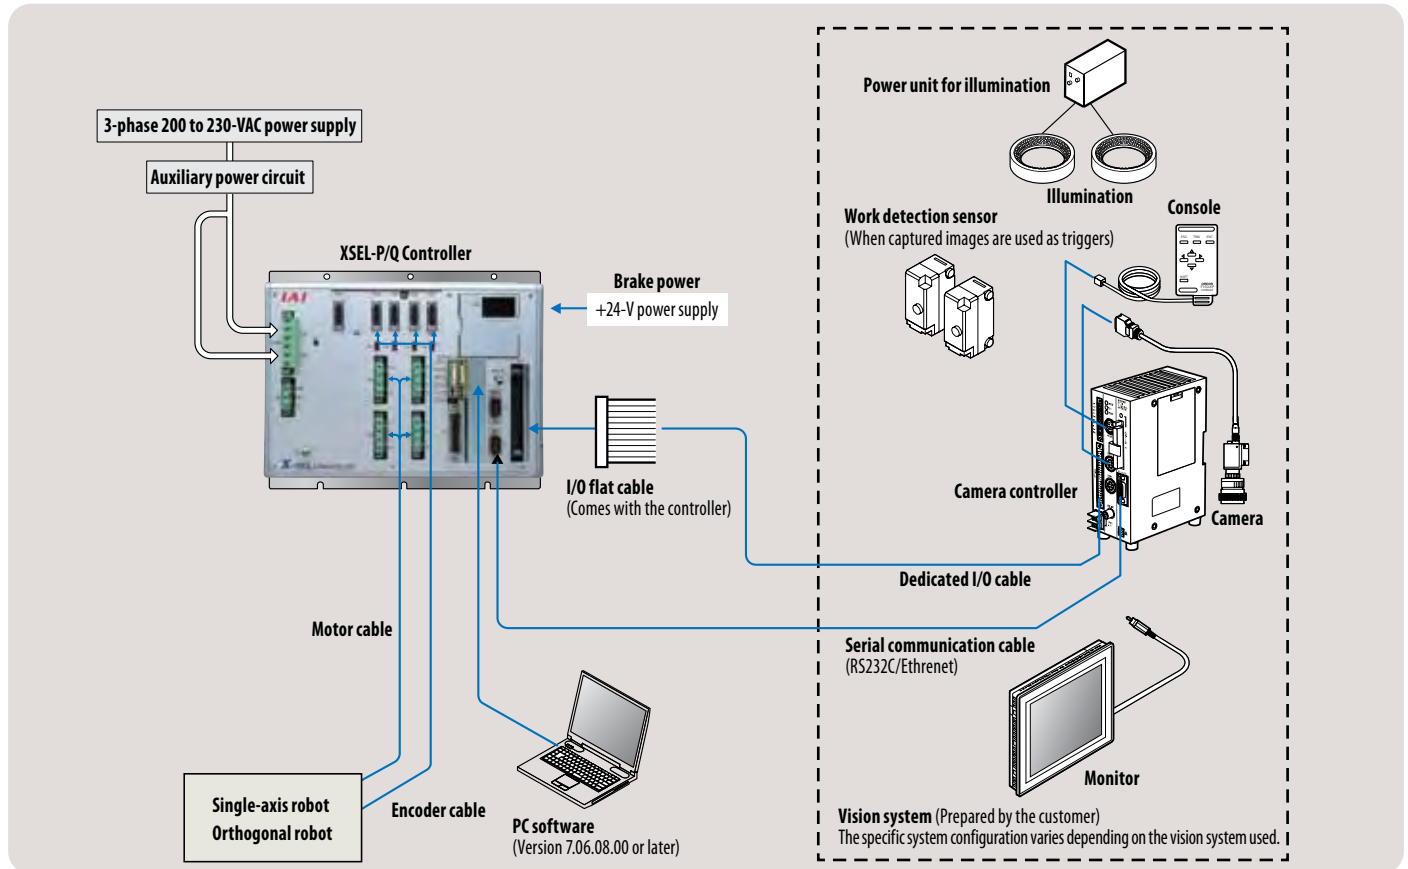 3-phase 200 to 230-VAC power supply
Auxiliary power circuit
XSEL-P/Q Controller
IAI
Brake power
+24-V power supply
I/O flat cable
(Comes with the controller)
Motor cable
Encoder cable
Single-axis robot
Orthogonal robot
PC software
(Version 7.06.08.00 or later)
Power unit for illumination
Illumination
Work detection sensor
(When captured images are used as triggers)
Console
Camera controller
Camera
Dedicated I/O cable
Serial communication cable
(RS232C/Ethrenet)
Monitor
Vision system (Prepared by the customer)
The specific system configuration varies depending on the vision system used.